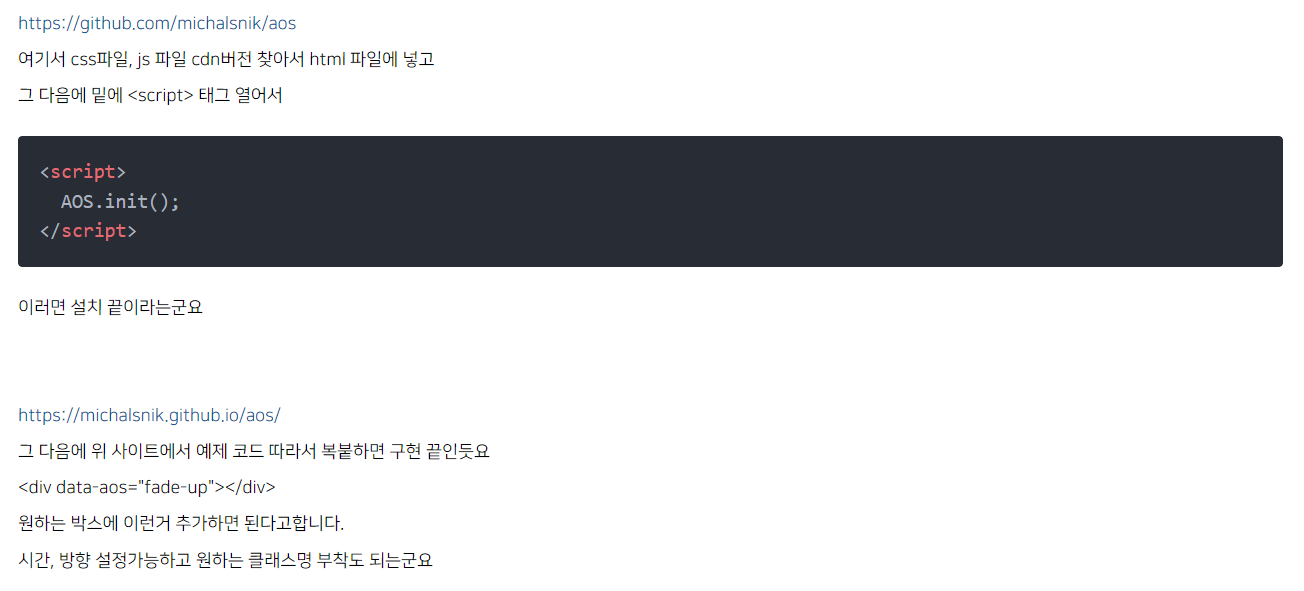 https://github.com/michalsnik/aos
여기서 css파일, js 파일 cdn버전 찾아서 html 파일에 넣고
그 다음에 밑에 <script> 태그 열어서
<script>
  AOS.init();
</script>
이러면 설치 끝이라는군요
https://michalsnik.github.io/aos/
그 다음에 위 사이트에서 예제 코드 따라서 복붙하면 구현 끝인듯요
<div data-aos="fade-up"></div>
원하는 박스에 이런거 추가하면 된다고합니다.
시간, 방향 설정가능하고 원하는 클래스명 부착도 되는군요